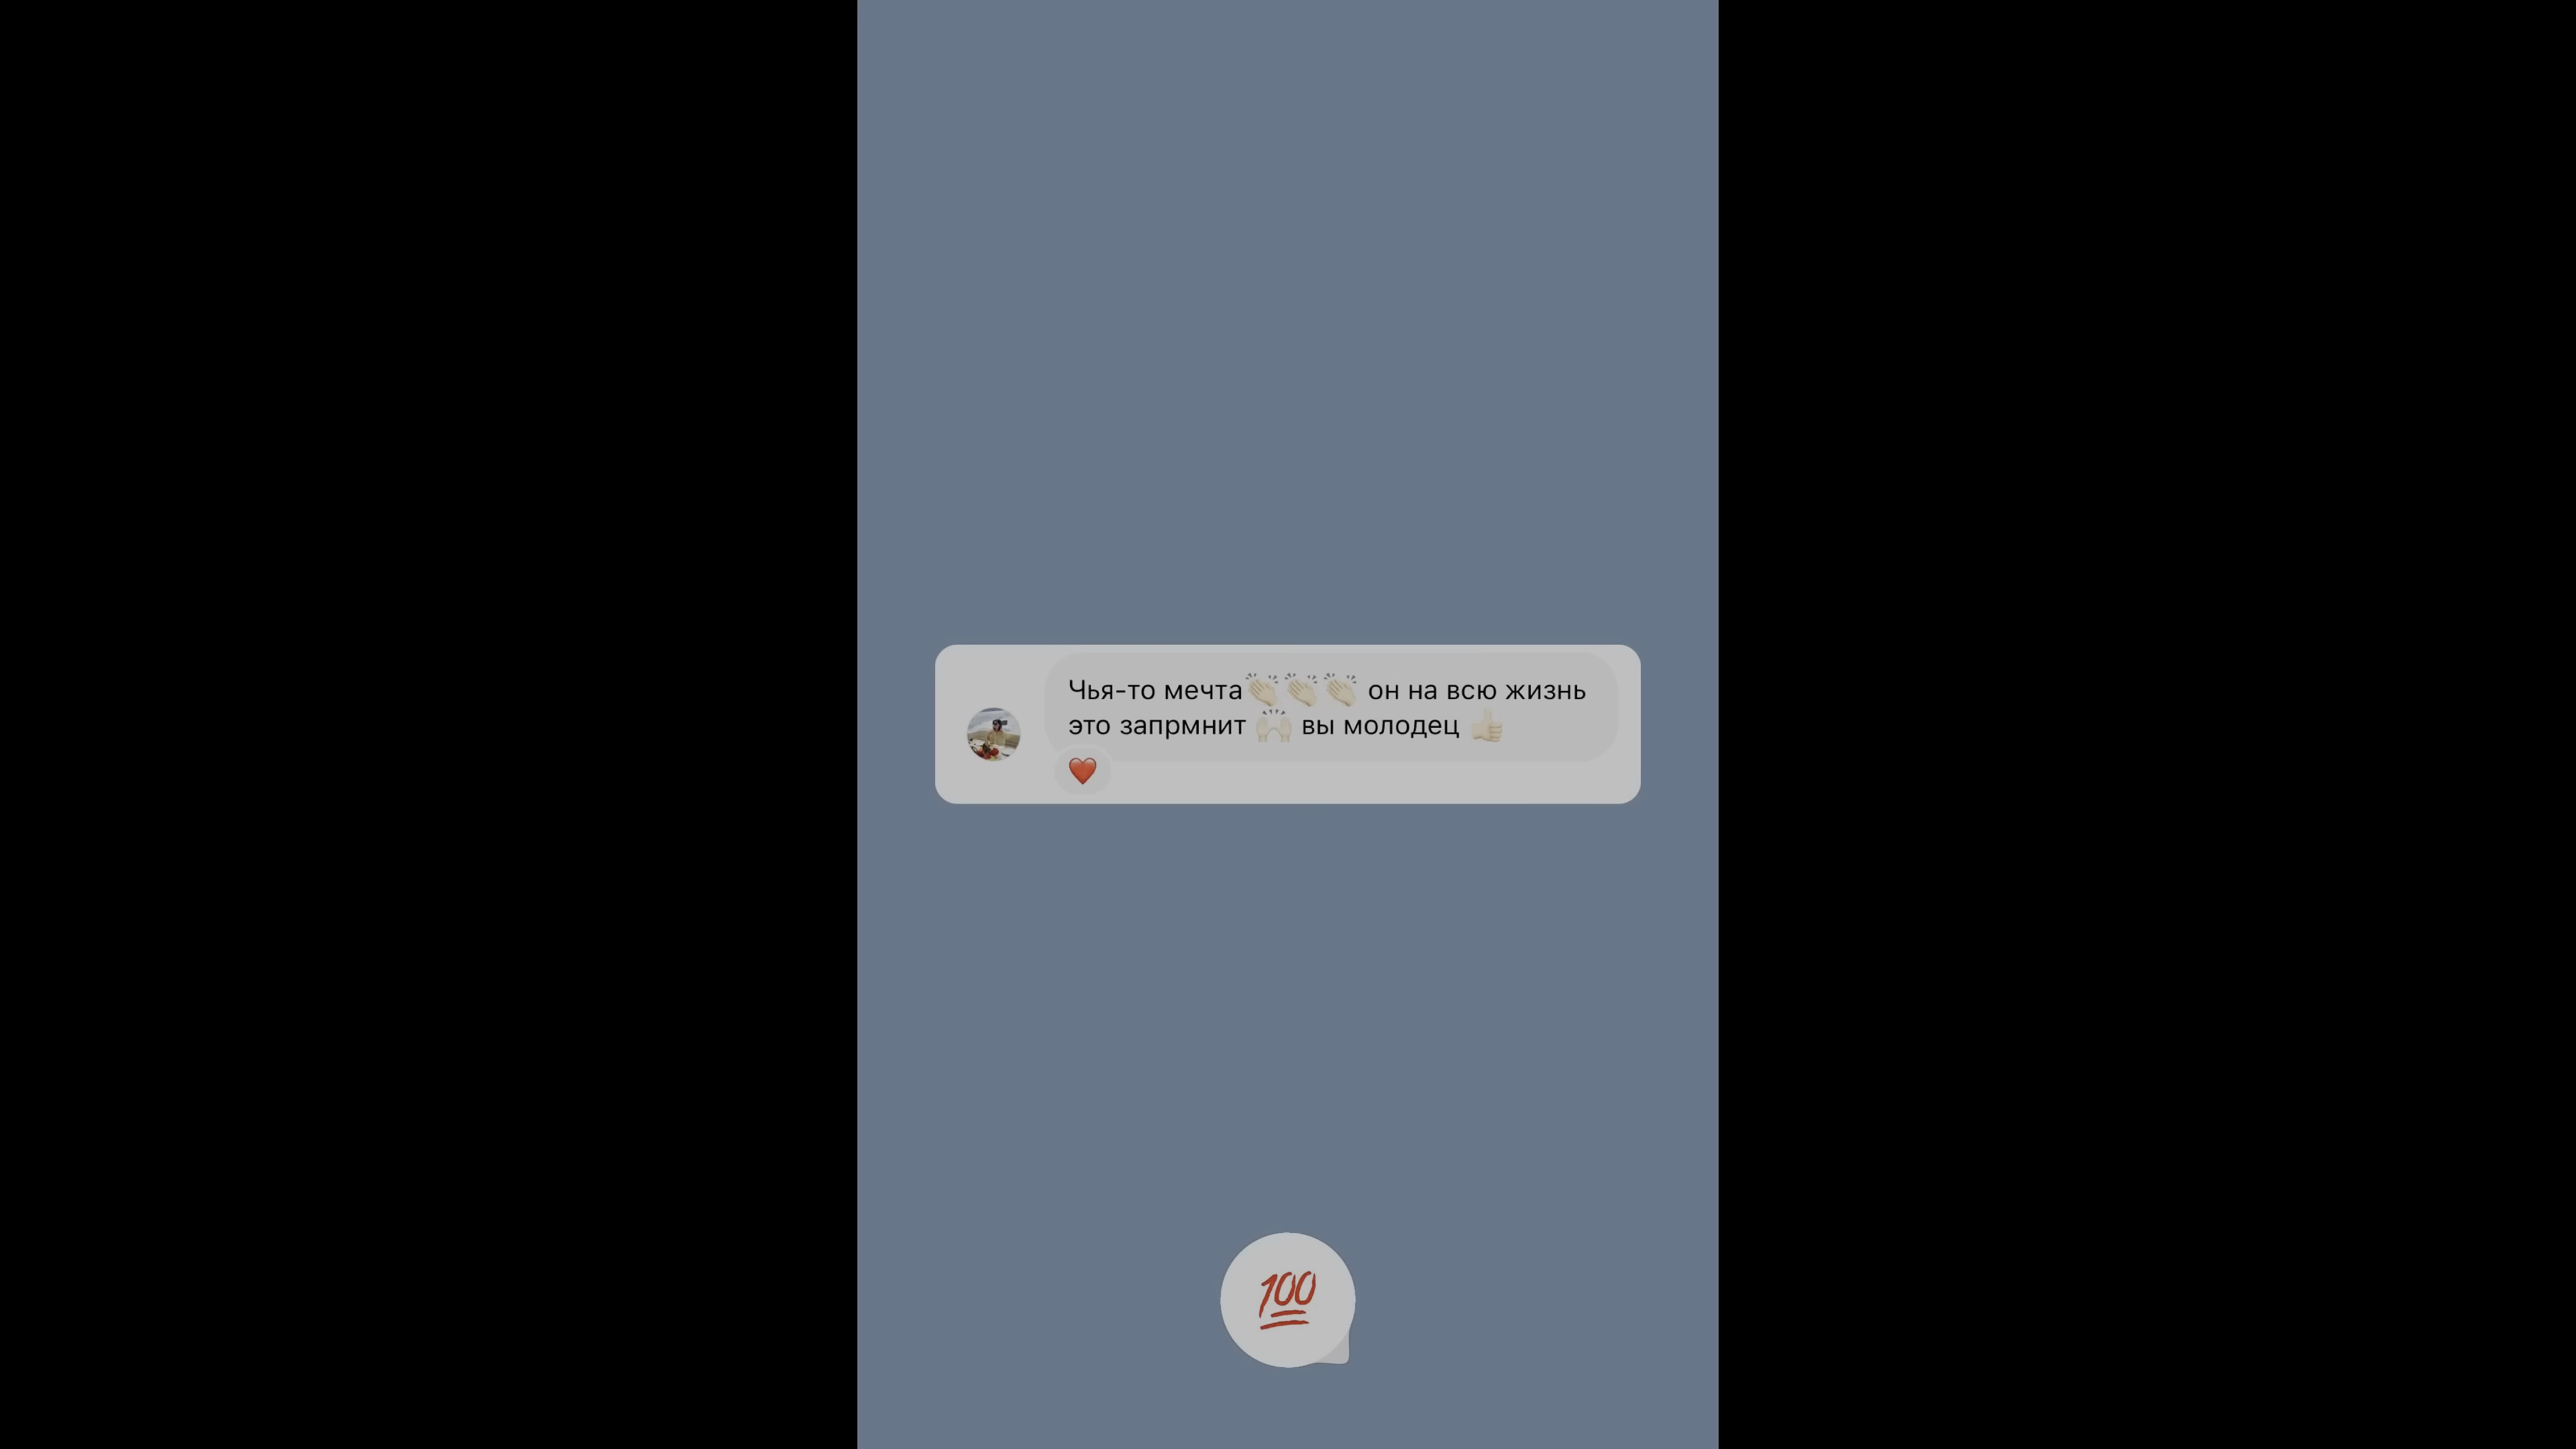 Чья-то мечта👏🏻👏🏻👏🏻 он на всю жизнь
это запрмнит 🙌🏻 вы молодец 👍🏻
❤️
💯